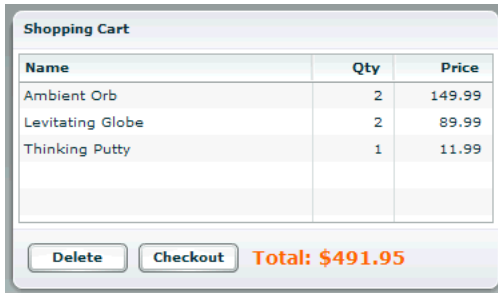 Shopping Cart
Name Qty Price
Ambient Orb 2 149.99
Levitating Globe 2 89.99
Thinking Putty 1 11.99
Delete Checkout Total: $491.95